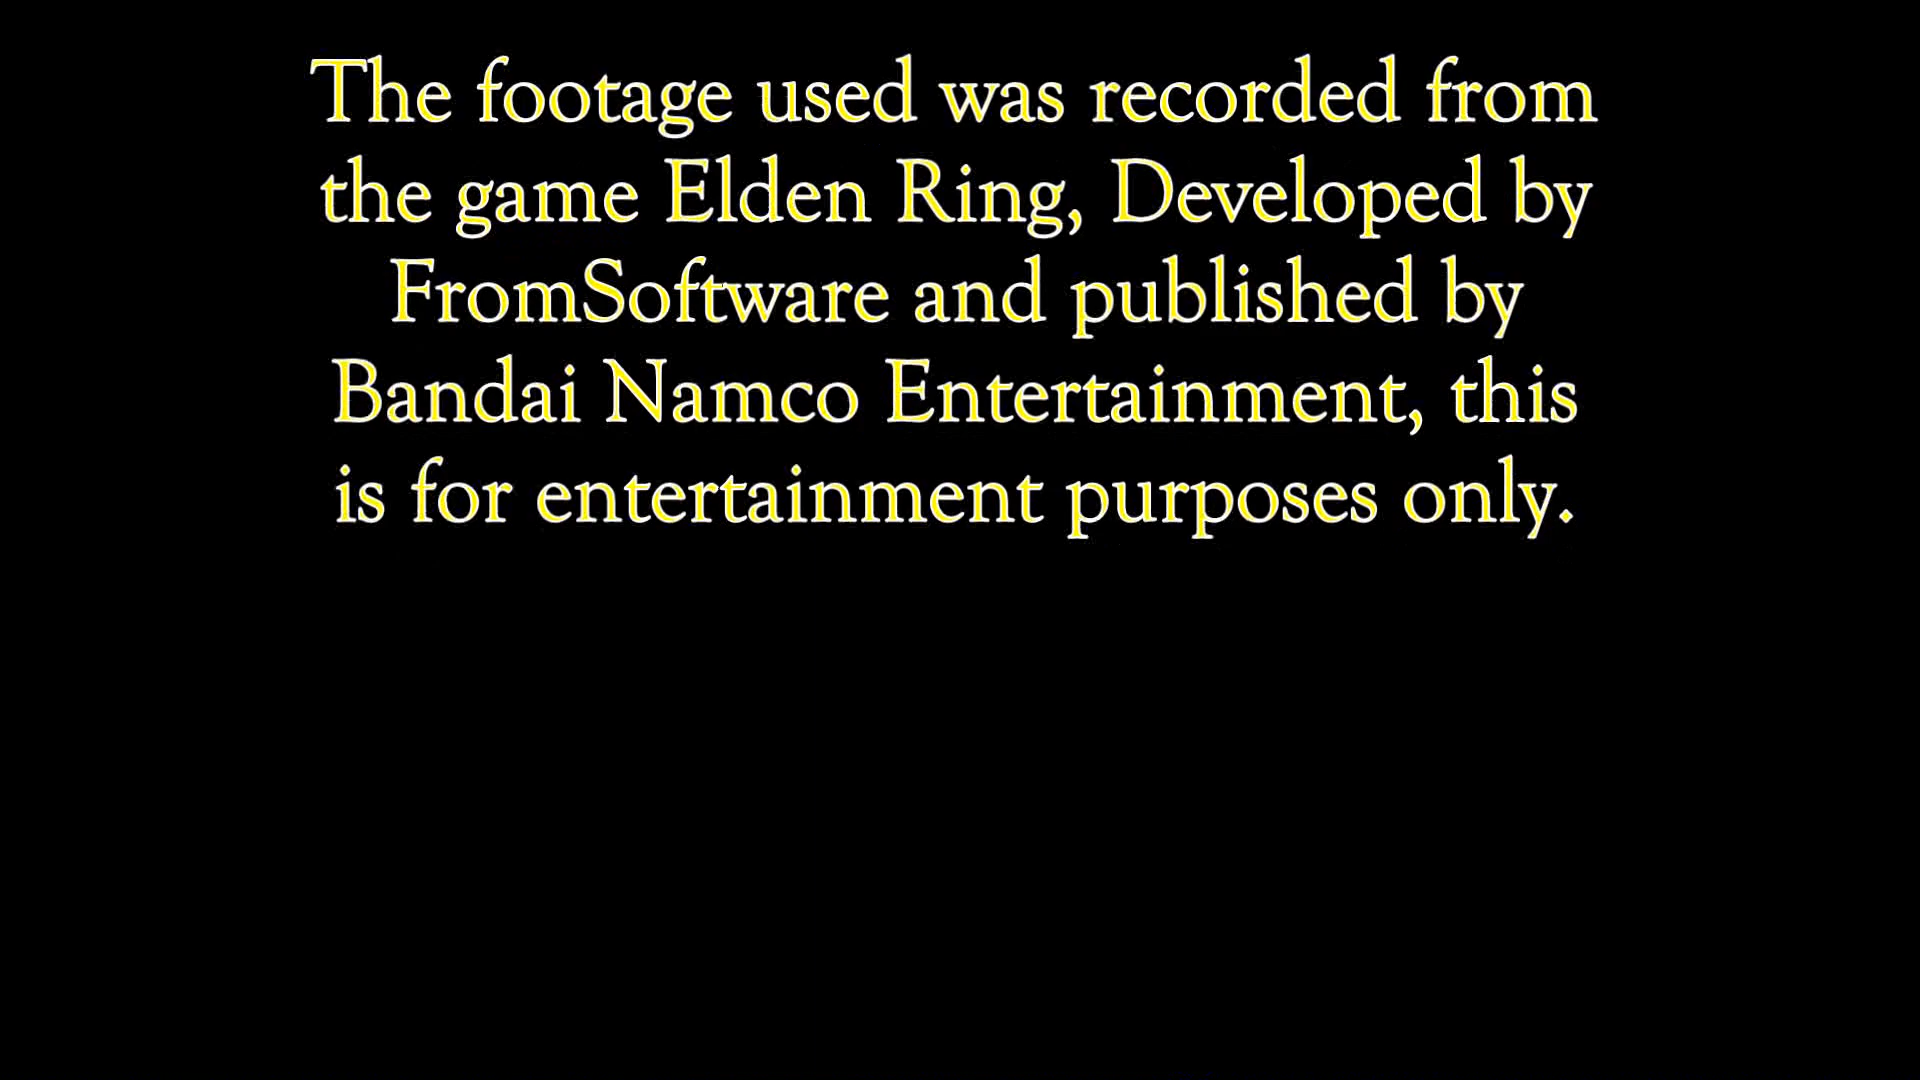 The footage used was recorded from
the game Elden Ring, Developed by
FromSoftware and published by
Bandai Namco Entertainment, this
is for entertainment purposes only.